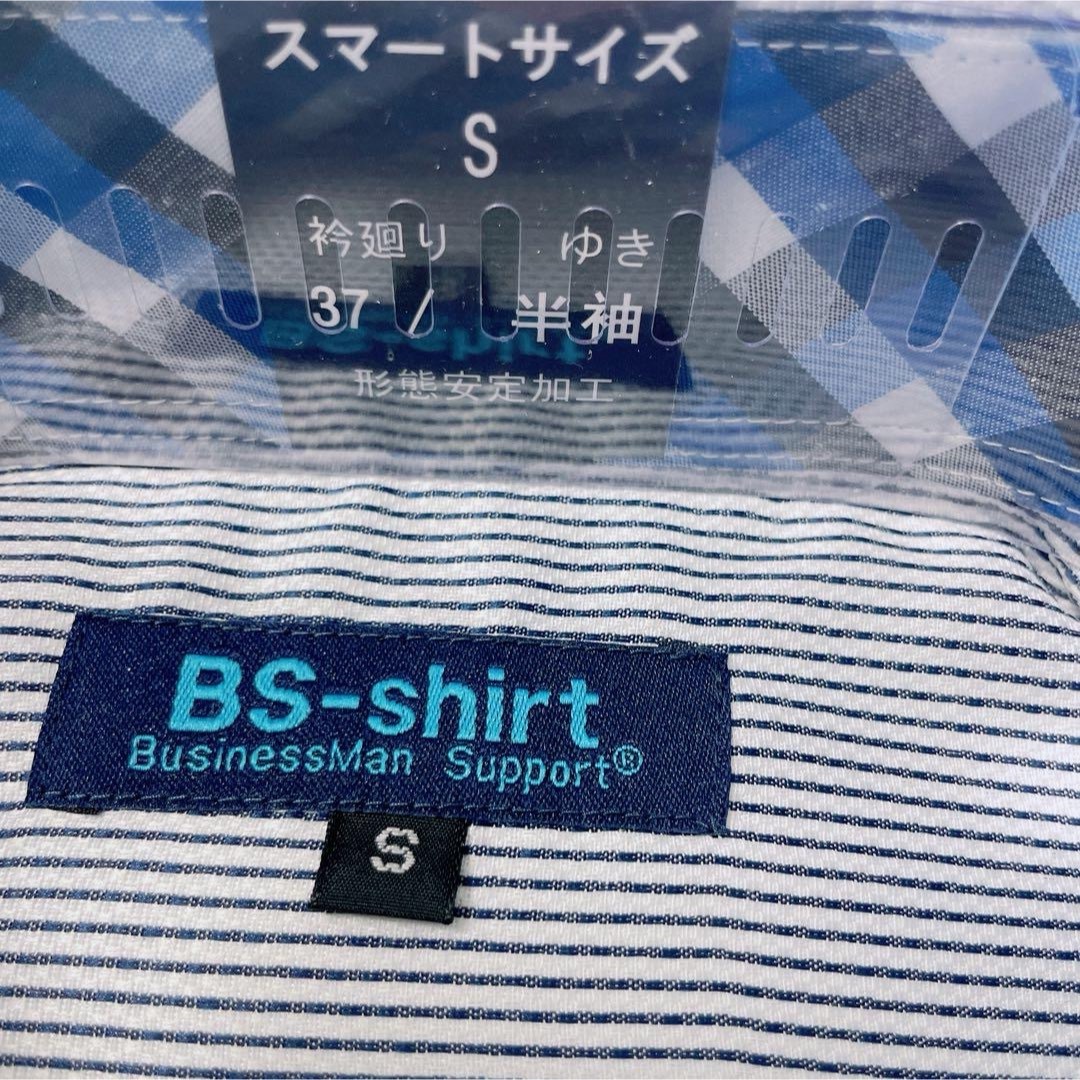 スマートサイズ
S
衿廻り ゆき
37 / 半袖
形態安定加工
BS-shirt
BusinessMan Support®
S